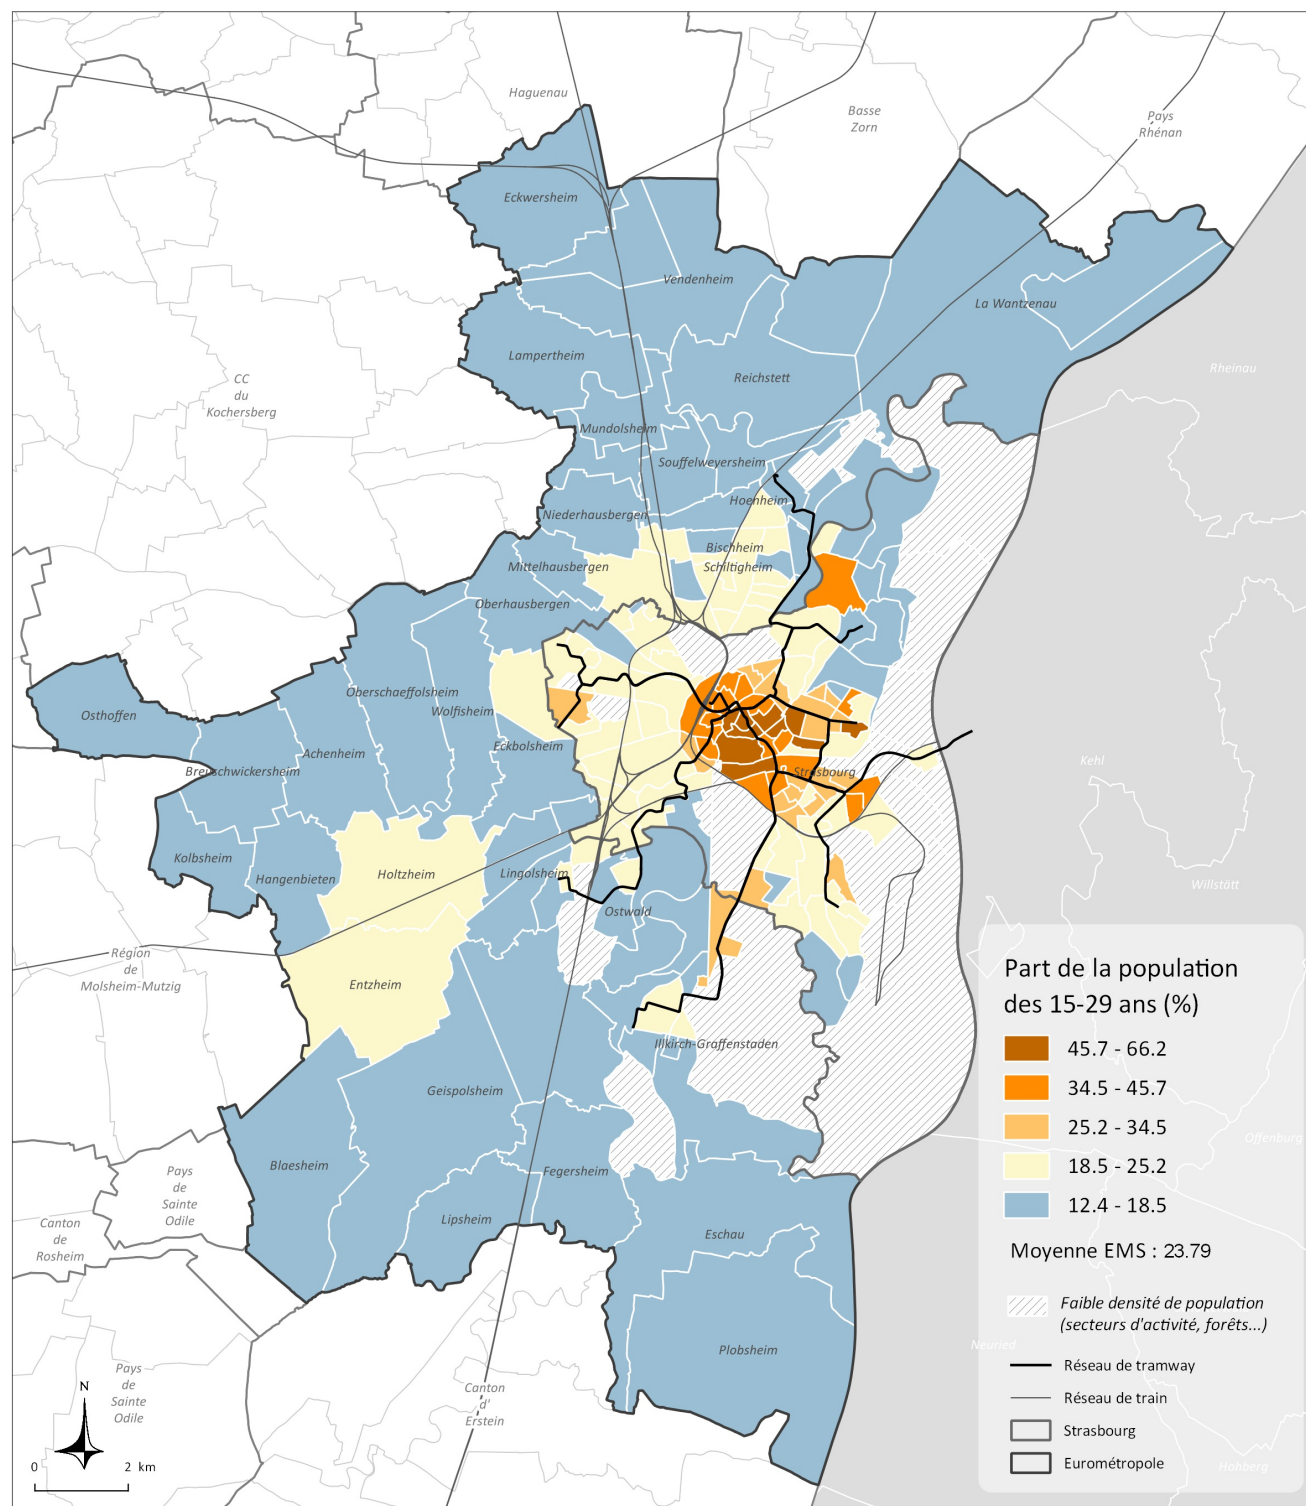 Haguenau
Basse
Zorn
Pays
Rhénan
Eckwersheim
Vendenheim
La Wantzenau
Lampertheim
Reichstett
Rheinau
CC
du
Kochersberg
Mundolsheim
Souffelweyersheim
Hoenheim
Niederhausbergen
Bischheim
Schiltigheim
Mittelhausbergen
Oberhausbergen
Oberschaeffolsheim
Wolfisheim
Osthoffen
Achenheim
Eckbolsheim
Breuschwickersheim
Strasbourg
Kehl
Kolbsheim
Hangenbieten
Holtzheim
Lingolsheim
Willstätt
Ostwald
Région
de
Molsheim-Mutzig
Entzheim
Illkirch-Graffenstaden
Geispolsheim
Blaesheim
Fegersheim
Lipsheim
Eschau
Plobsheim
Pays
de
Sainte
Odile
Canton
de
Rosheim
Pays
de
Sainte
Odile
Canton
d'
Erstein
Offenburg
Neuried
Hohberg
Part de la population
des 15-29 ans (%)
45.7 - 66.2
34.5 - 45.7
25.2 - 34.5
18.5 - 25.2
12.4 - 18.5
Moyenne EMS : 23.79
Faible densité de population
(secteurs d'activité, forêts...)
Réseau de tramway
Réseau de train
Strasbourg
Eurométropole
N
0 2 km